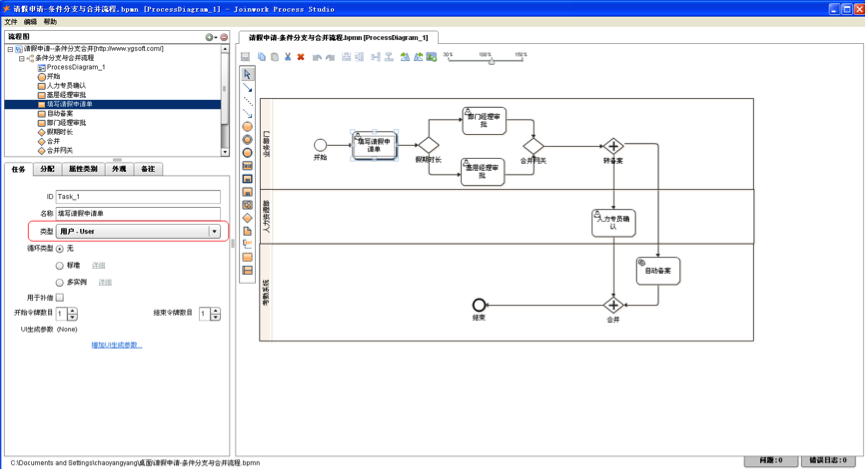 请假申请-条件分支与合并流程.bpmn [ProcessDiagram_1] - Joinwork Process Studio
文件 编辑 帮助
流程图
请假申请--条件分支合并[http://www.ygsoft.com/]
条件分支与合并流程
ProcessDiagram_1
开始
人力专员确认
基层经理审批
填写请假申请单
自动备案
部门经理审批
假期时长
合并
合并网关
任务 分配 属性类别 外观 备注
ID Task_1
名称 填写请假申请单
类型 用户 - User
循环类型 无
标准 详细
多实例 详细
用于补偿
开始令牌数目 1 结束令牌数目 1
UI生成参数 (None)
增加UI生成参数...
请假申请-条件分支与合并流程.bpmn [ProcessDiagram_1]
50% 100% 150%
业务部门
开始
填写请假申
请单
假期时长
部门经理审
批
基层经理审
批
合并网关
转备案
人力资源部
人力专员确
认
考勤系统
自动备案
结束
合并
C:\Documents and Settings\chaoyangyang\桌面\请假申请-条件分支与合并流程.bpmn
问题 : 0 错误日志 : 0